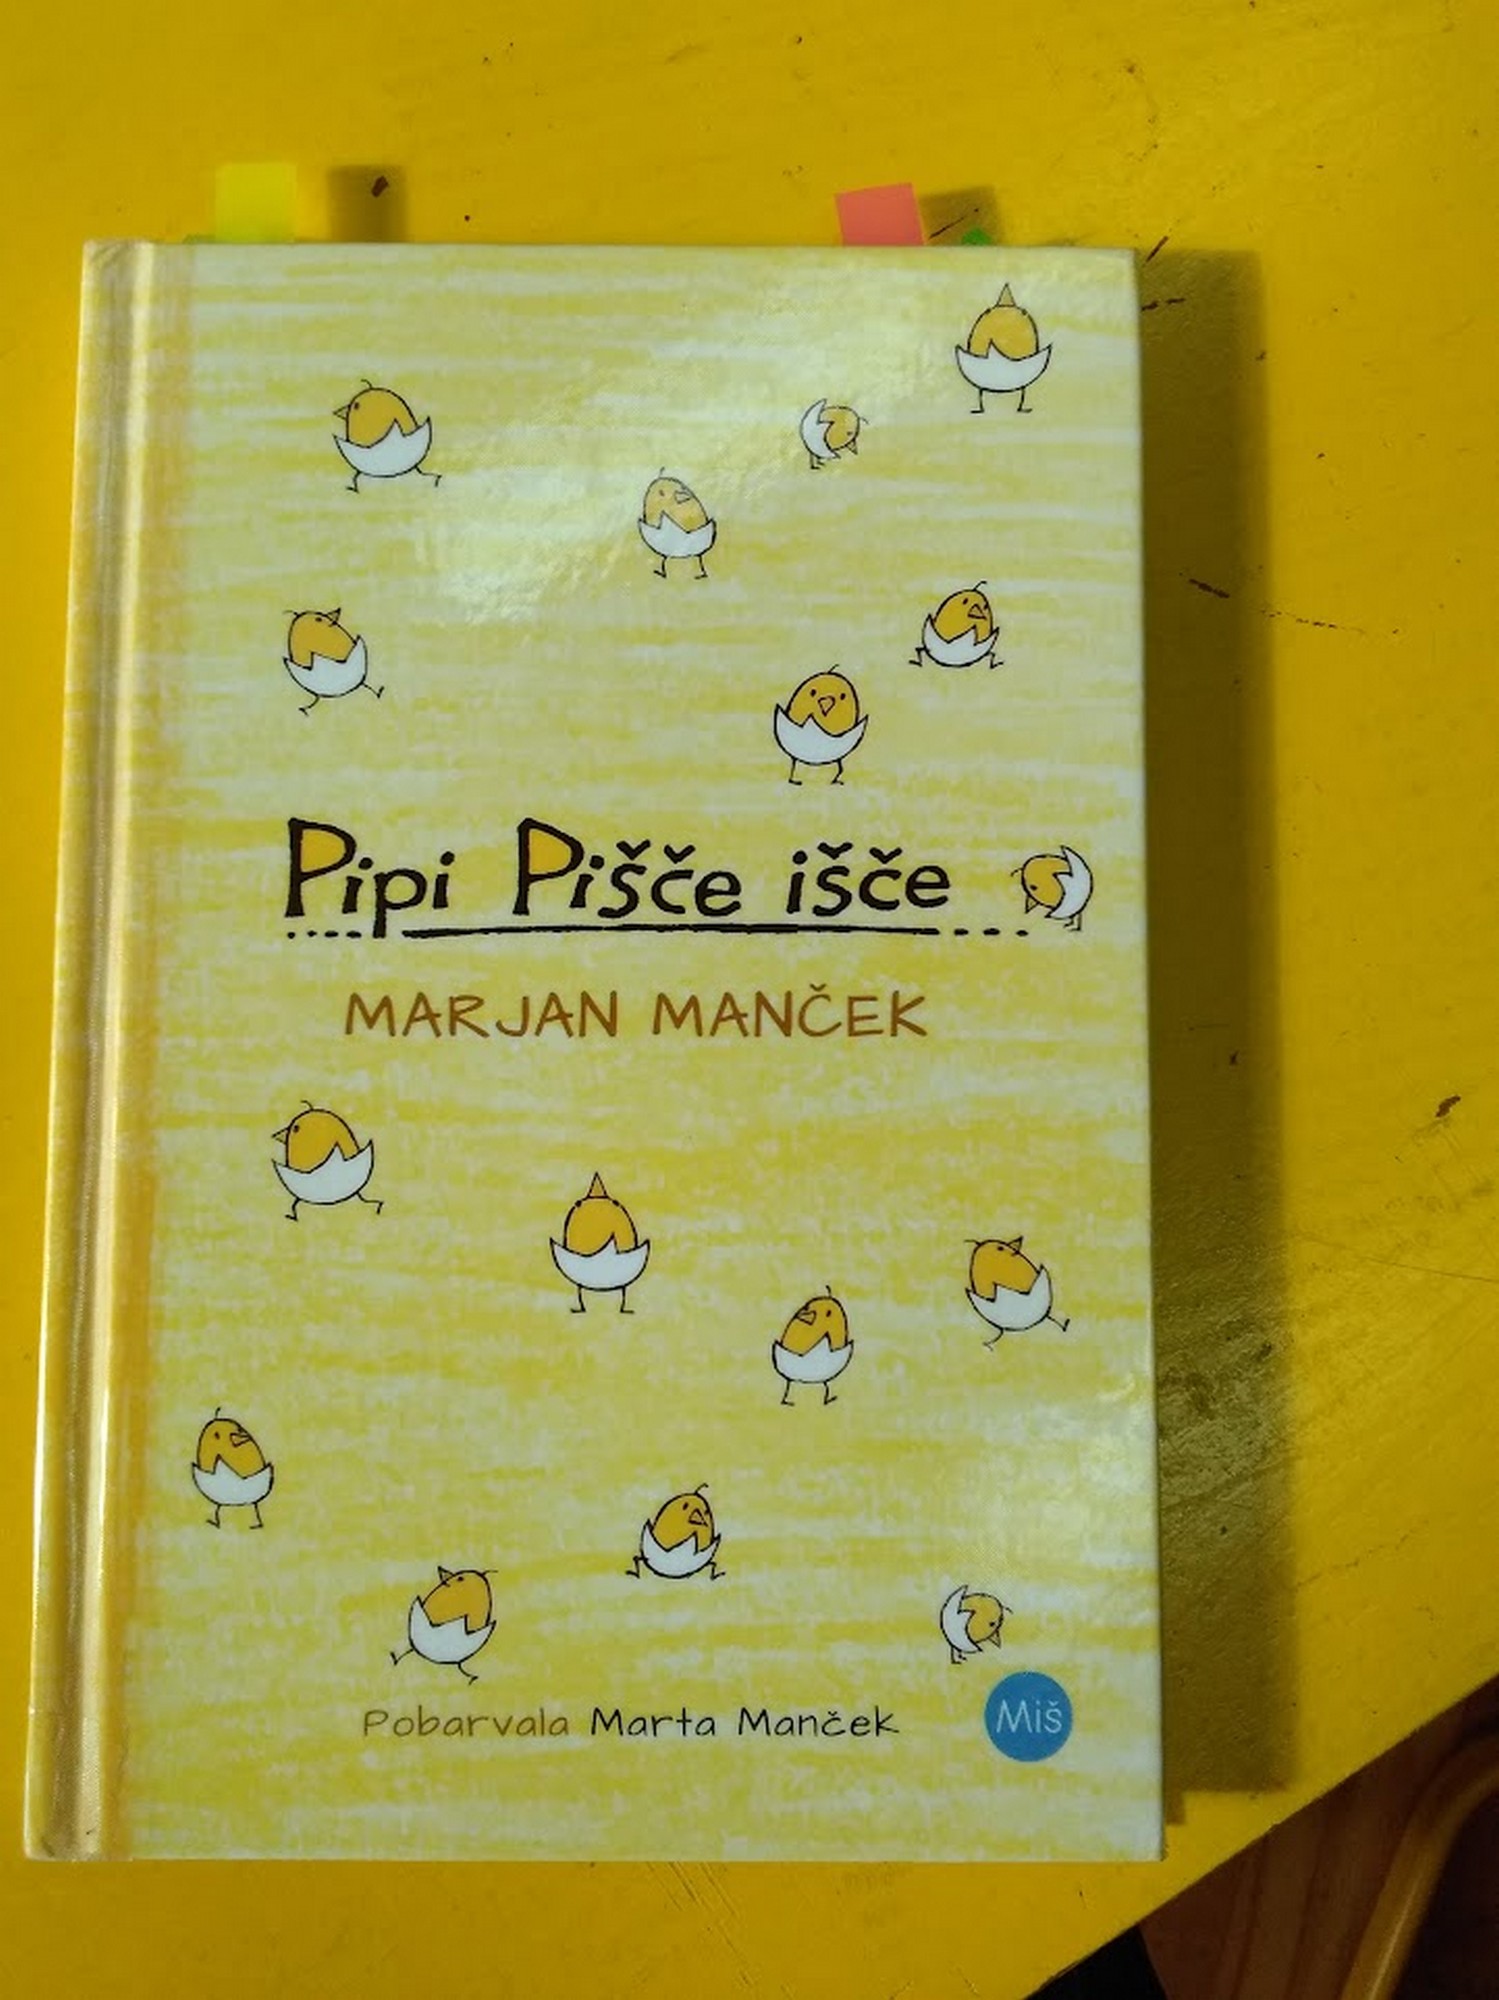 Pipi Pišče išče
MARJAN MANČEK
Pobarvala Marta Manček
Miš